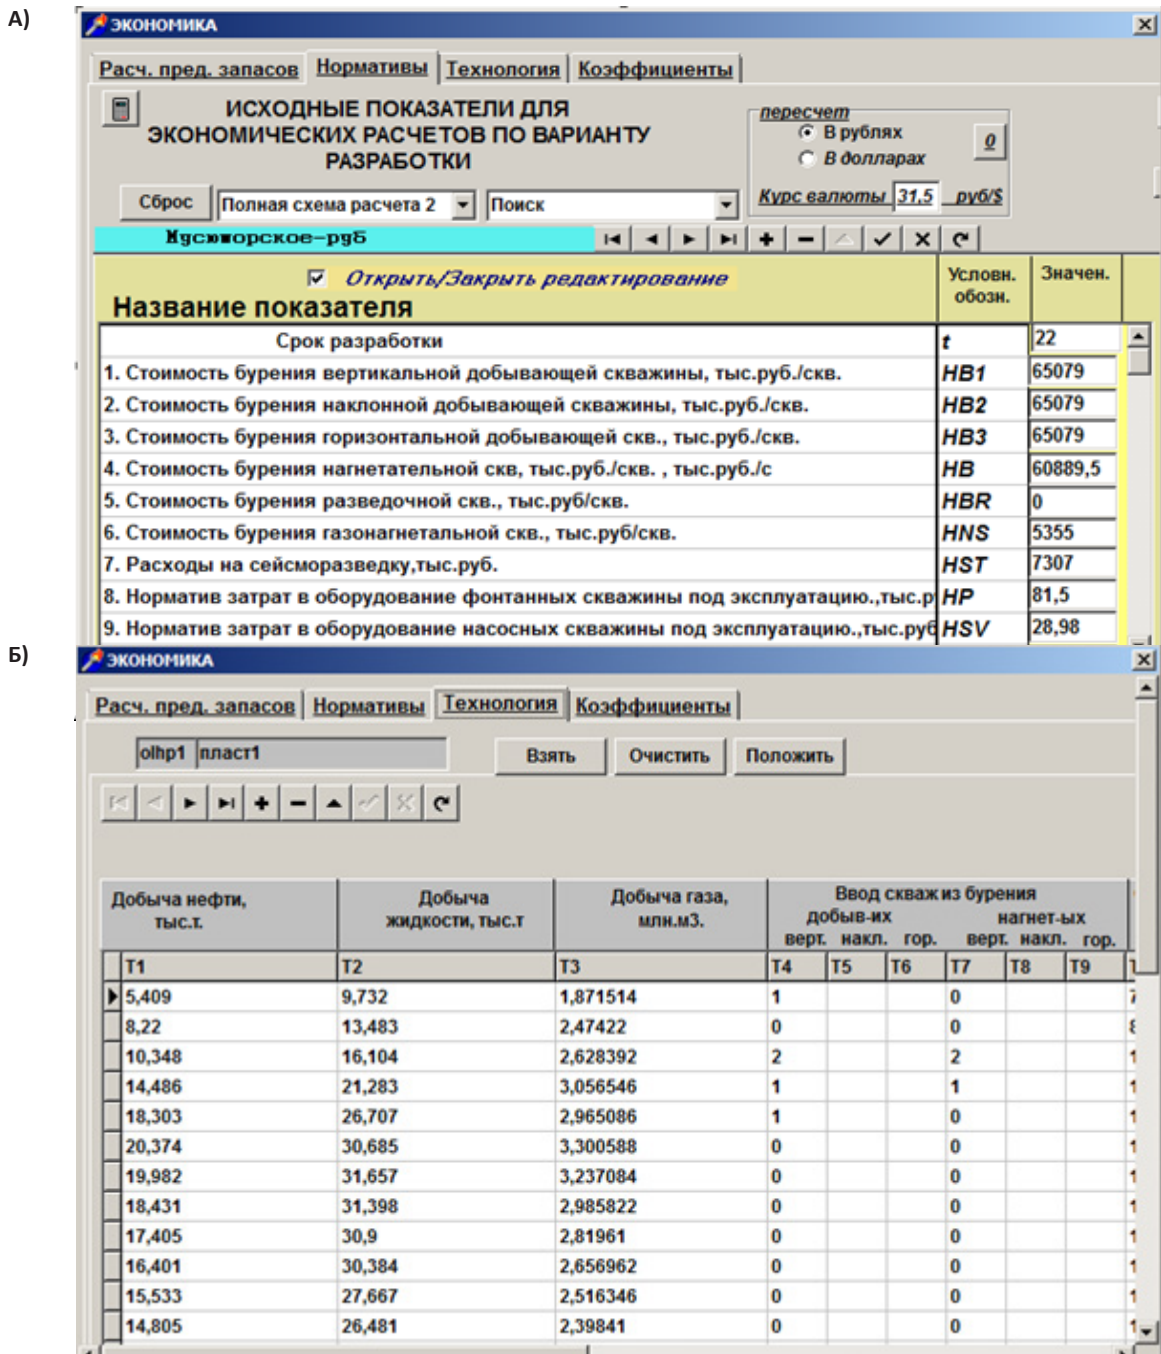 А)
ЭКОНОМИКА
Расч. пред. запасов Нормативы Технология Коэффициенты
ИСХОДНЫЕ ПОКАЗАТЕЛИ ДЛЯ
ЭКОНОМИЧЕСКИХ РАСЧЕТОВ ПО ВАРИАНТУ
РАЗРАБОТКИ
пересчет
В рублях
В долларах
0
Курс валюты 31,5 руб/$
Сброс Полная схема расчета 2 Поиск
Мусюшорское-руб
Открыть/Закрыть редактирование
Название показателя
Условн.
обозн.
Значен.
Срок разработки t 22
1. Стоимость бурения вертикальной добывающей скважины, тыс.руб./скв. НВ1 65079
2. Стоимость бурения наклонной добывающей скважины, тыс.руб./скв. НВ2 65079
3. Стоимость бурения горизонтальной добывающей скв., тыс.руб./скв. НВ3 65079
4. Стоимость бурения нагнетательной скв, тыс.руб./скв. , тыс.руб./с НВ 60889,5
5. Стоимость бурения разведочной скв., тыс.руб/скв. HBR 0
6. Стоимость бурения газонагнетальной скв., тыс.руб/скв. HNS 5355
7. Расходы на сейсморазведку,тыс.руб. HST 7307
8. Норматив затрат в оборудование фонтанных скважины под эксплуатацию.,тыс.р HP 81,5
9. Норматив затрат в оборудование насосных скважины под эксплуатацию.,тыс.руб HSV 28,98
Б)
ЭКОНОМИКА
Расч. пред. запасов Нормативы Технология Коэффициенты
olhp1 пласт1 Взять Очистить Положить
Добыча нефти,
тыс.т.
Добыча
жидкости, тыс.т
Добыча газа,
млн.м3.
Ввод скваж из бурения
добыв-их нагнет-ых
верт. накл. гор. верт. накл. гор.
T1 T2 T3 T4 T5 T6 T7 T8 T9
5,409 9,732 1,871514 1 0
8,22 13,483 2,47422 0 0
10,348 16,104 2,628392 2 2
14,486 21,283 3,056546 1 1
18,303 26,707 2,965086 1 0
20,374 30,685 3,300588 0 0
19,982 31,657 3,237084 0 0
18,431 31,398 2,985822 0 0
17,405 30,9 2,81961 0 0
16,401 30,384 2,656962 0 0
15,533 27,667 2,516346 0 0
14,805 26,481 2,39841 0 0